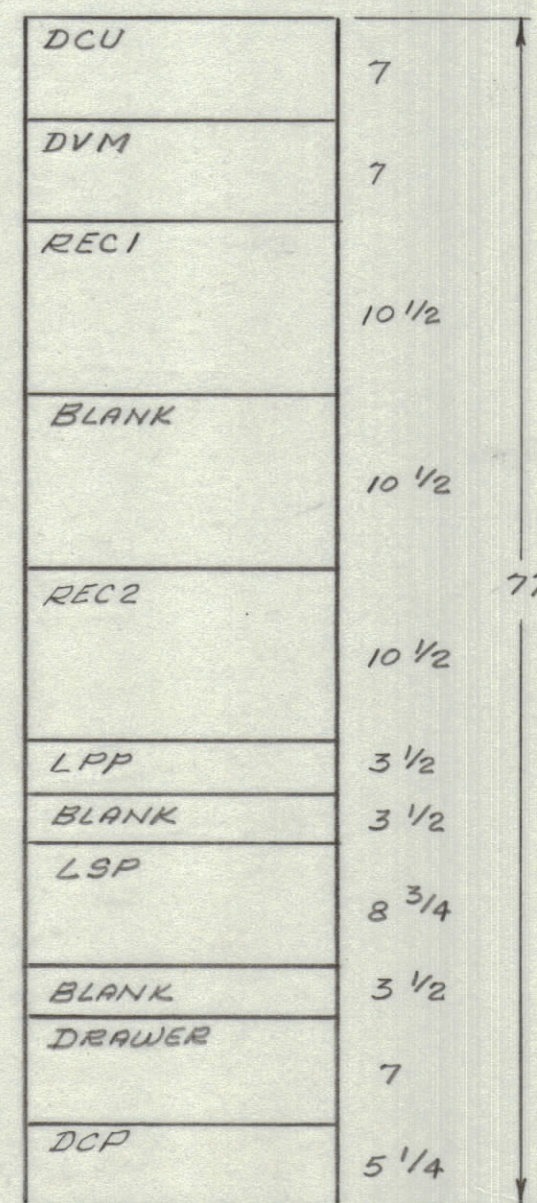 DCU
7
DVM
7
REC1
10 1/2
BLANK
10 1/2
REC2
10 1/2
77
LPP
3 1/2
BLANK
3 1/2
LSP
8 3/4
BLANK
3 1/2
DRAWER
7
DCP
5 1/4